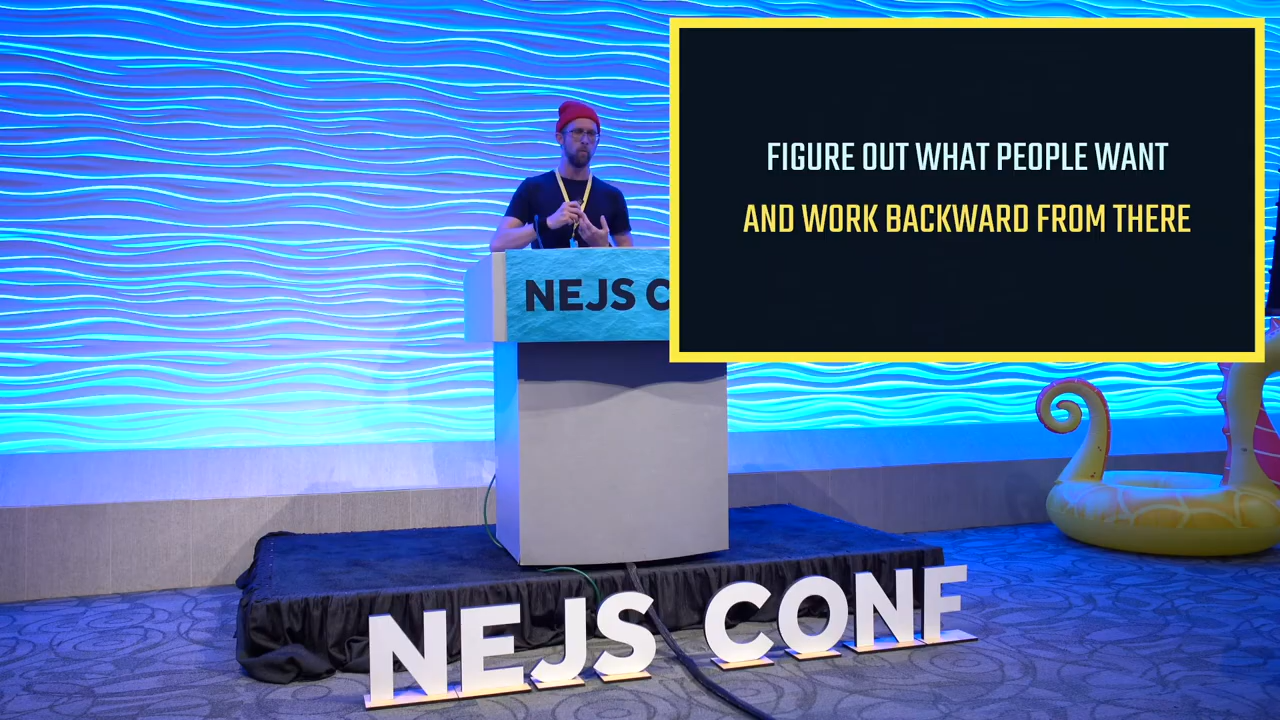 FIGURE OUT WHAT PEOPLE WANT
AND WORK BACKWARD FROM THERE
NEJS C
NEJS CONF